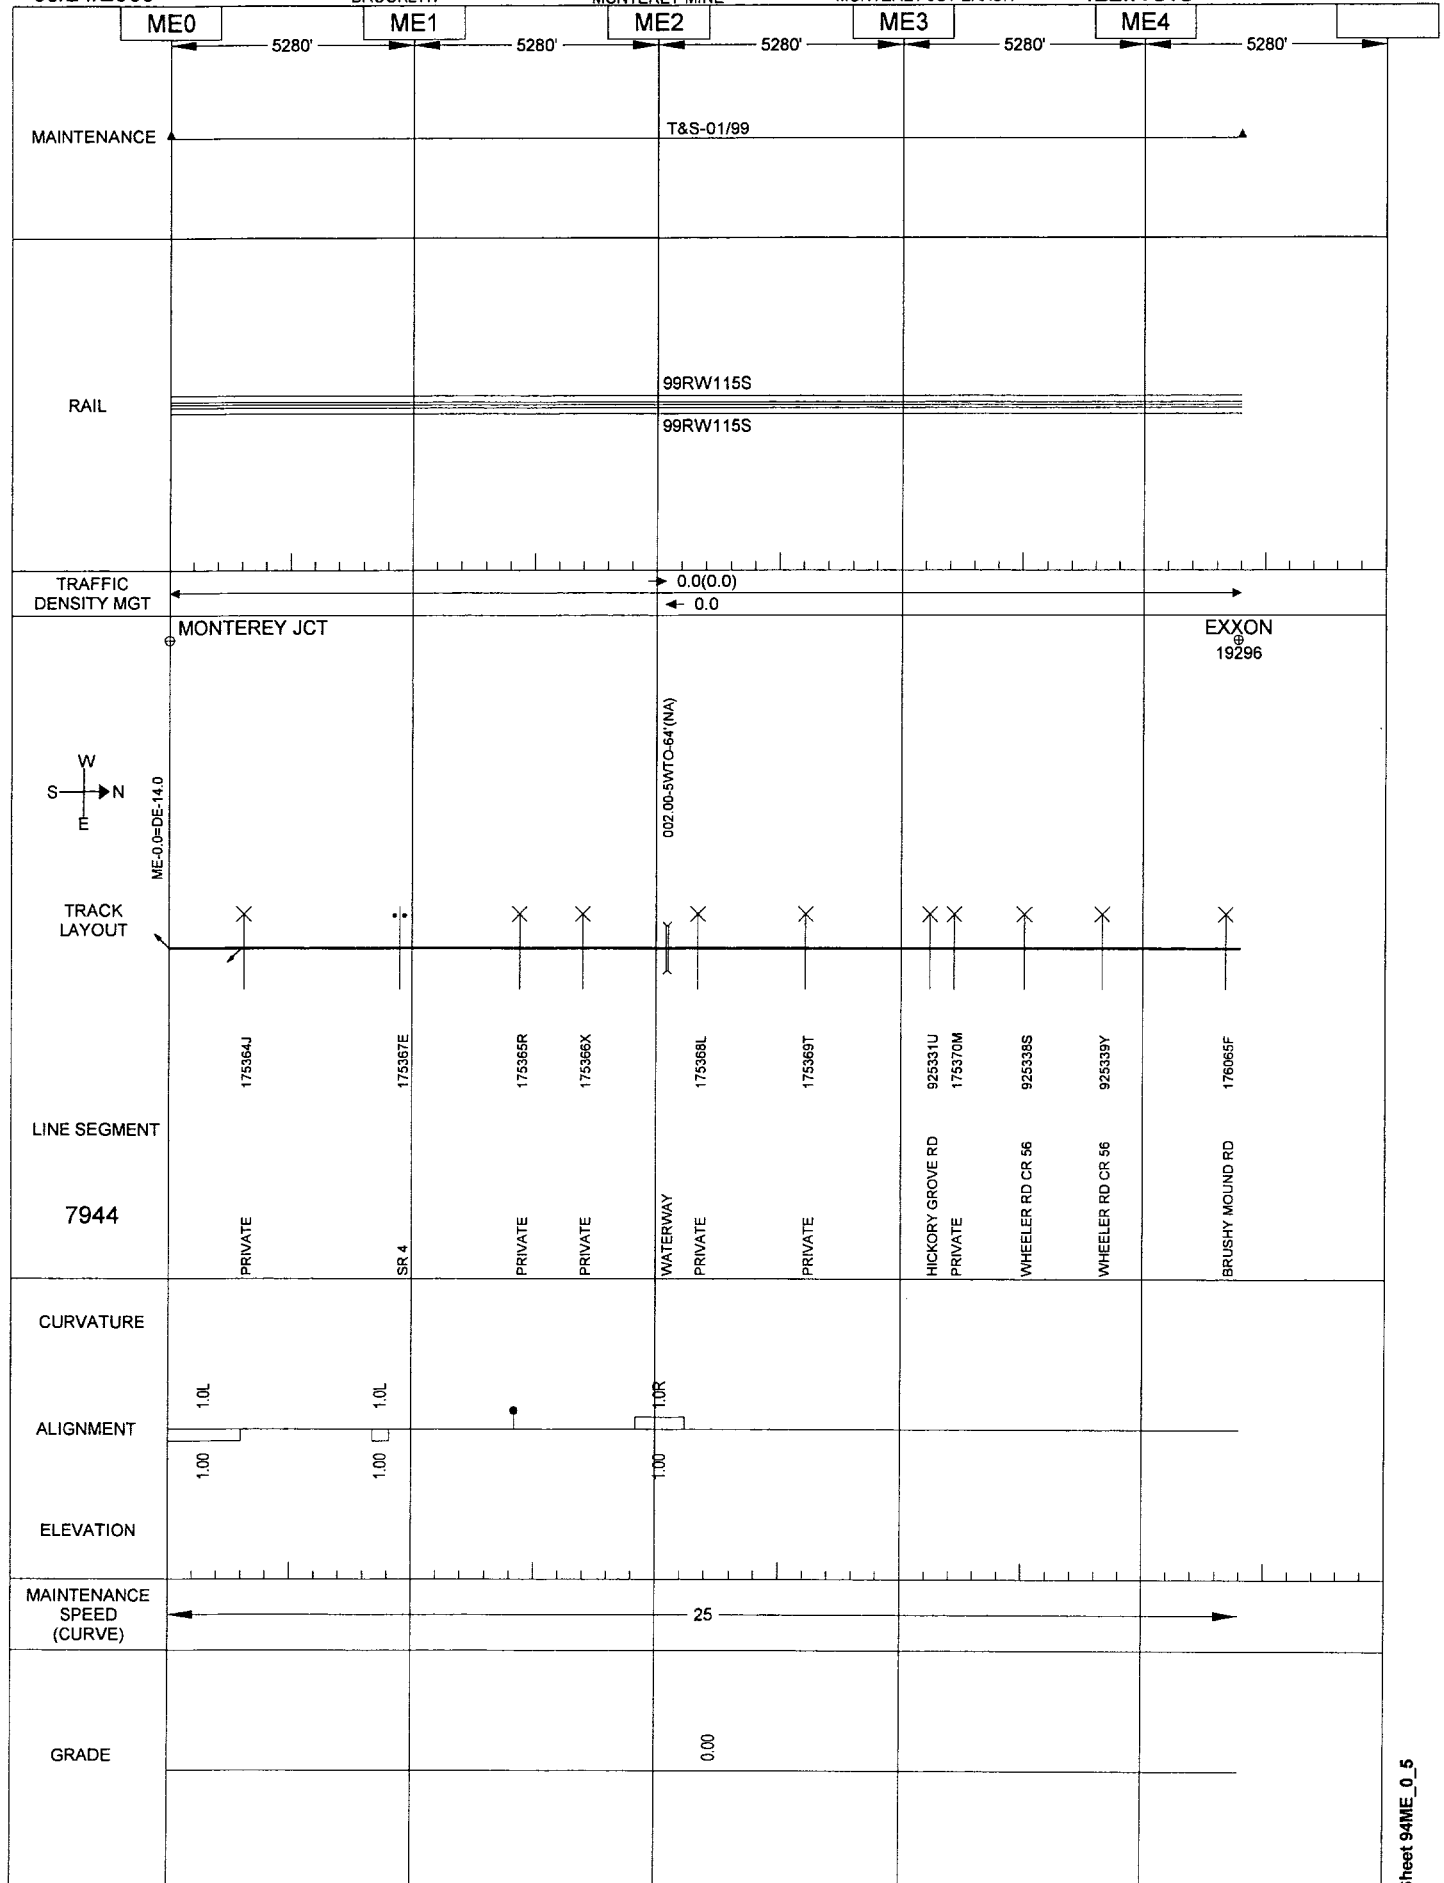 ME0 ME1 ME2 ME3 ME4
5280' 5280' 5280' 5280' 5280'
MAINTENANCE
T&S-01/99
RAIL
99RW115S
99RW115S
TRAFFIC
DENSITY MGT
0.0(0.0)
0.0
MONTEREY JCT
EXXON
19296
W
S N
E
ME-0.0=DE-14.0
002.00-5WTO-64'(NA)
TRACK
LAYOUT
175364J
175367E
175365R
175366X
175368L
175369T
925331U
175370M
925338S
925339Y
176065F
LINE SEGMENT
7944
PRIVATE
SR 4
PRIVATE
PRIVATE
WATERWAY
PRIVATE
PRIVATE
HICKORY GROVE RD
PRIVATE
WHEELER RD CR 56
WHEELER RD CR 56
BRUSHY MOUND RD
CURVATURE
1.0L
1.0L
1.0R
ALIGNMENT
1.00
1.00
1.00
ELEVATION
MAINTENANCE
SPEED
(CURVE)
25
GRADE
0.00
Sheet 94ME_0_5